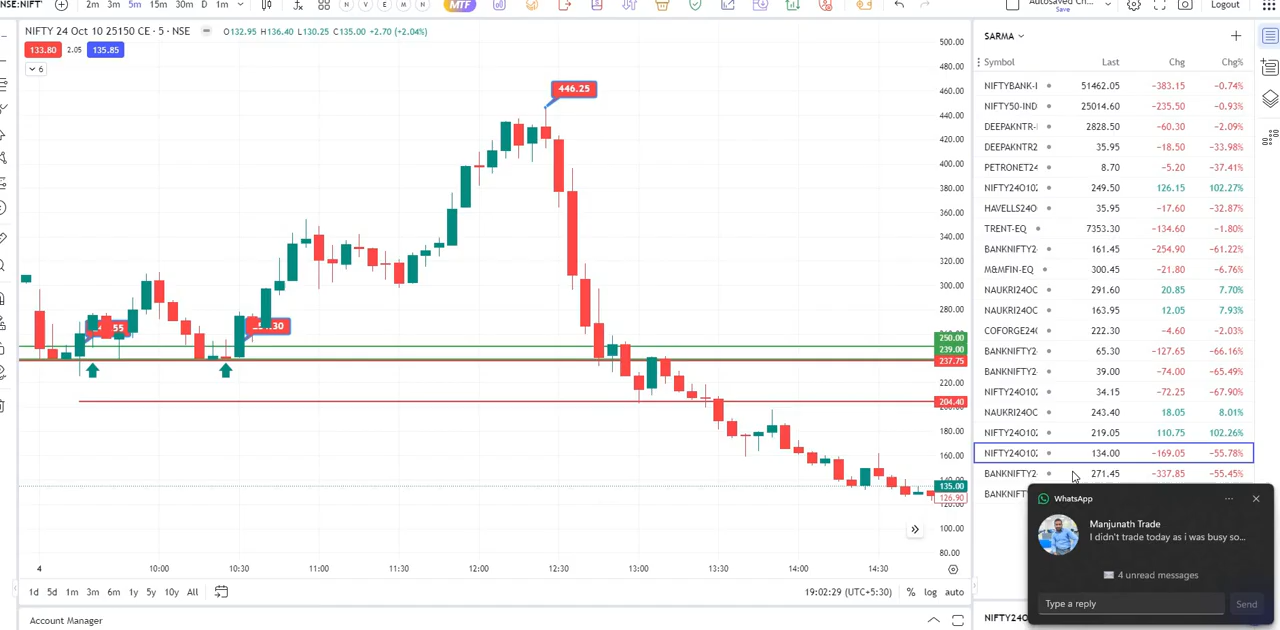 NSE:NIFT 2m 3m 5m 15m 30m D 1m N V E M N MTF Autosaved Ch... Save Logout
NIFTY 24 Oct 10 25150 CE · 5 · NSE O132.95 H136.40 L130.25 C135.00 +2.70 (+2.04%)
133.80 2.05 135.85
6
446.25
500.00
480.00
460.00
440.00
420.00
400.00
380.00
360.00
340.00
320.00
300.00
280.00
250.00
239.00
237.75
220.00
204.40
180.00
160.00
135.00
126.90
100.00
80.00
4 10:00 10:30 11:00 11:30 12:00 12:30 13:00 13:30 14:00 14:30
1d 5d 1m 3m 6m 1y 5y 10y All 19:02:29 (UTC+5:30) % log auto
Account Manager
SARMA
Symbol Last Chg Chg%
NIFTYBANK-I 51462.05 −383.15 −0.74%
NIFTY50-IND 25014.60 −235.50 −0.93%
DEEPAKNTR-I 2828.50 −60.30 −2.09%
DEEPAKNTR2 35.95 −18.50 −33.98%
PETRONET24 8.70 −5.20 −37.41%
NIFTY24O102 249.50 126.15 102.27%
HAVELLS24O 35.95 −17.60 −32.87%
TRENT-EQ 7353.30 −134.60 −1.80%
BANKNIFTY2 161.45 −254.90 −61.22%
M&MFIN-EQ 300.45 −21.80 −6.76%
NAUKRI24OC 291.60 20.85 7.70%
NAUKRI24OC 163.95 12.05 7.93%
COFORGE24O 222.30 −4.60 −2.03%
BANKNIFTY2 65.30 −127.65 −66.16%
BANKNIFTY2 39.00 −74.00 −65.49%
NIFTY24O102 34.15 −72.25 −67.90%
NAUKRI24OC 243.40 18.05 8.01%
NIFTY24O102 219.05 110.75 102.26%
NIFTY24O102 134.00 −169.05 −55.78%
BANKNIFTY2 271.45 −337.85 −55.45%
BANKNIFTY
WhatsApp
Manjunath Trade
I didn't trade today as i was busy so...
4 unread messages
Type a reply Send
NIFTY24O